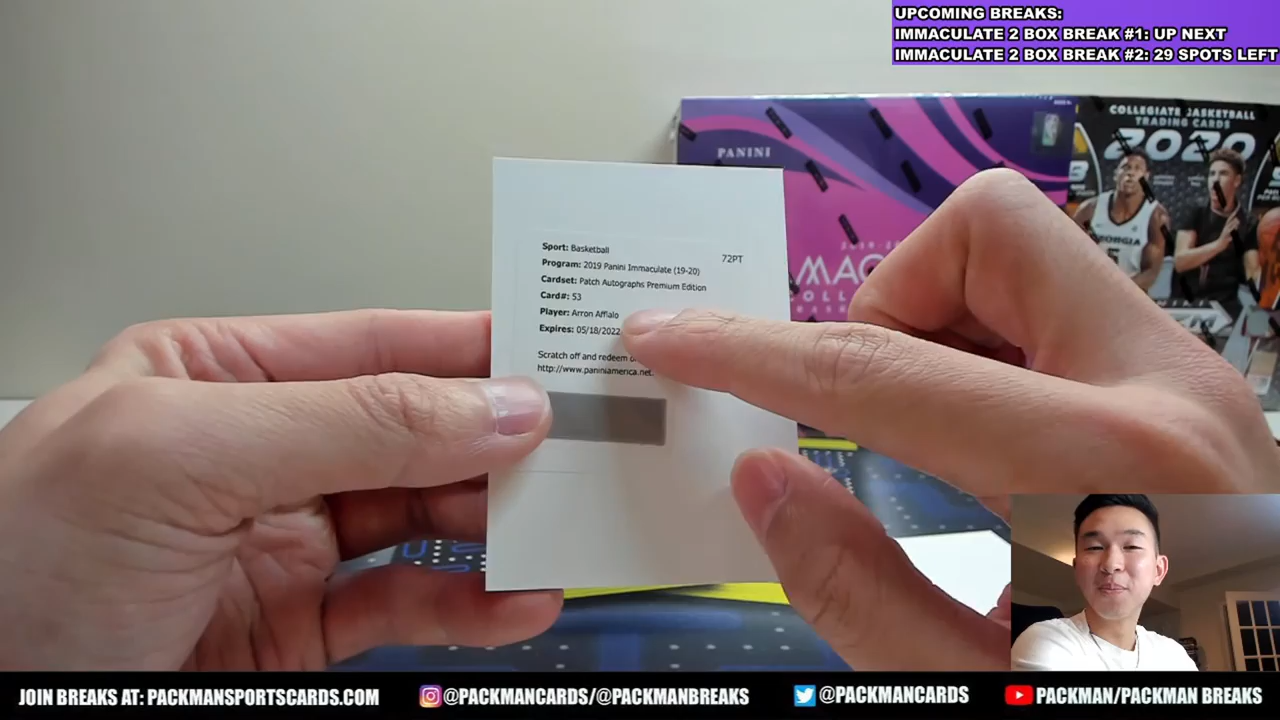 UPCOMING BREAKS:
IMMACULATE 2 BOX BREAK #1: UP NEXT
IMMACULATE 2 BOX BREAK #2: 29 SPOTS LEFT
COLLEGIATE BASKETBALL
TRADING CARDS
2020
PANINI
GEORGIA
Sport: Basketball
72PT
Program: 2019 Panini Immaculate (19-20)
Cardset: Patch Autographs Premium Edition
Card#: 53
Player: Arron Afflalo
Expires: 05/18/2022
Scratch off and redeem
http://www.paniniamerica.net
JOIN BREAKS AT: PACKMANSPORTSCARDS.COM
@PACKMANCARDS/@PACKMANBREAKS
@PACKMANCARDS
PACKMAN/PACKMAN BREAKS